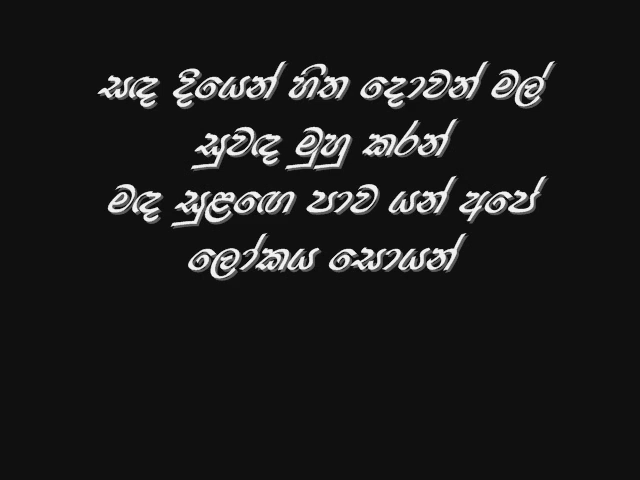 සඳ දියෙන් හිත දොවන් මල්
සුවඳ මුහු කරන්
මඳ සුළඟෙ පාව යන් අපේ
ලෝකය සොයන්